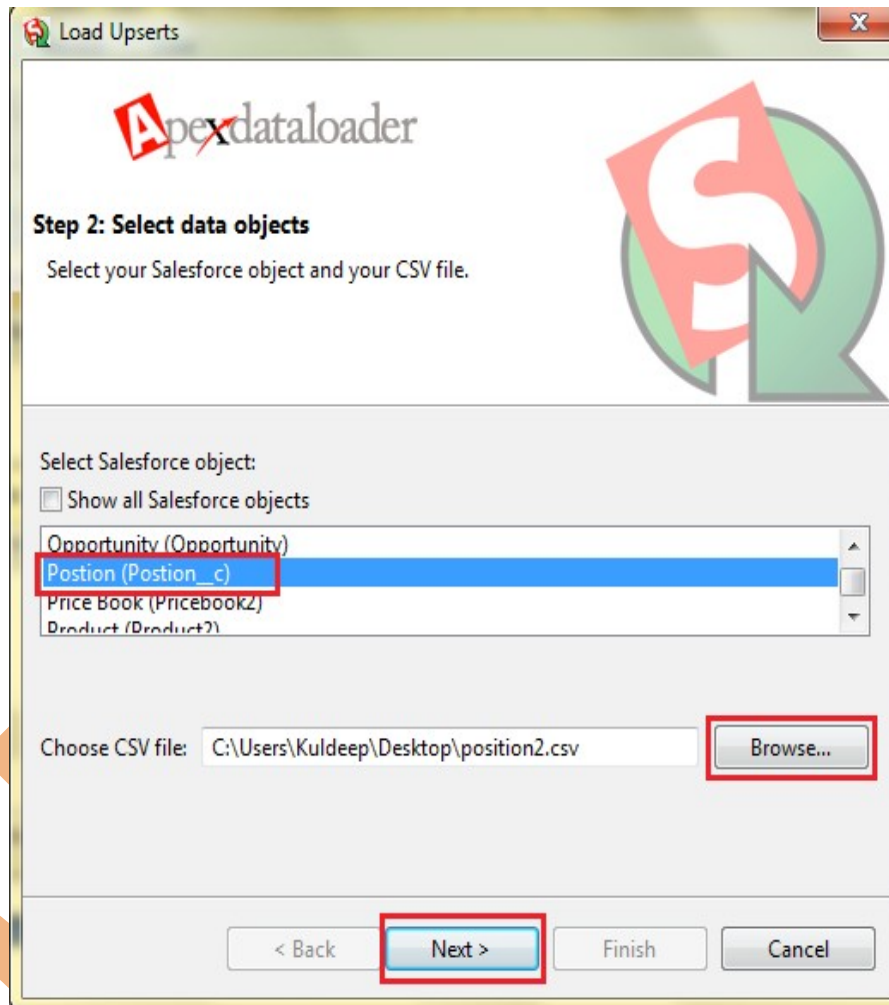 Load Upserts
x
Apexdataloader
Step 2: Select data objects
Select your Salesforce object and your CSV file.
Select Salesforce object:
Show all Salesforce objects
Opportunity (Opportunity)
Postion (Postion__c)
Price Book (Pricebook2)
Product (Product2)
Choose CSV file: C:\Users\Kuldeep\Desktop\position2.csv Browse...
< Back Next > Finish Cancel